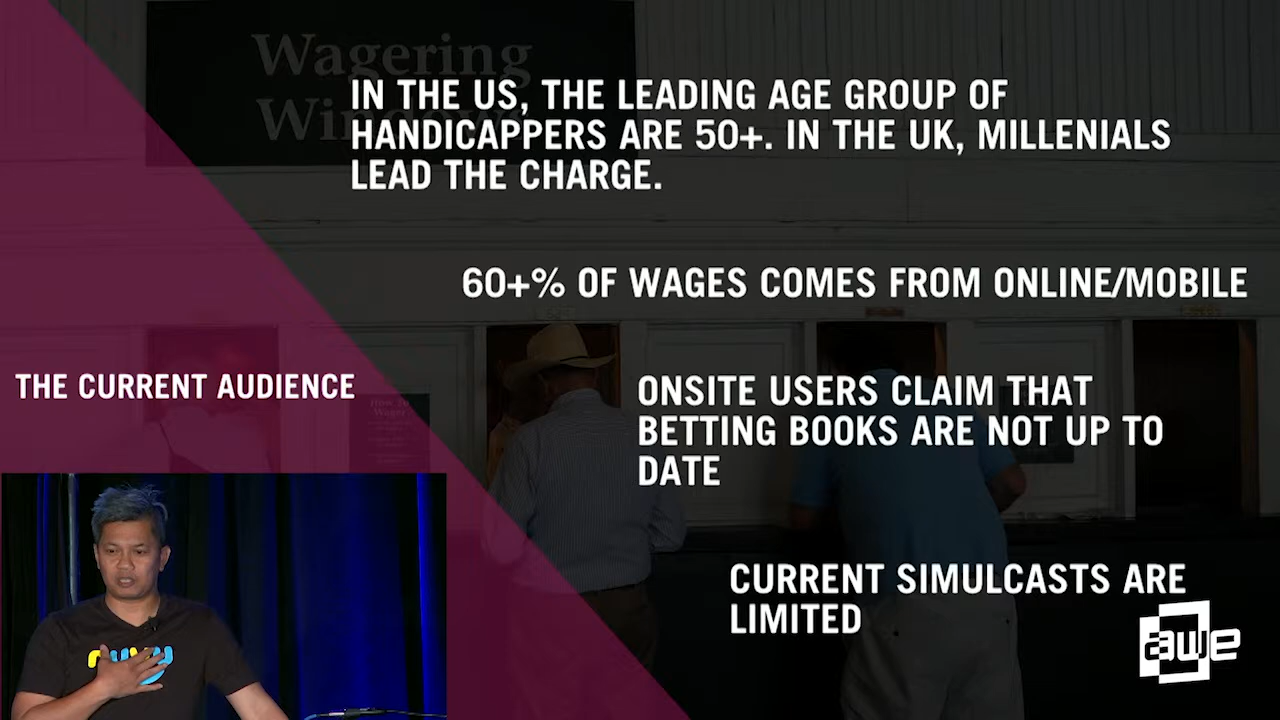 Wagering
IN THE US, THE LEADING AGE GROUP OF
HANDICAPPERS ARE 50+. IN THE UK, MILLENIALS
LEAD THE CHARGE.
60+% OF WAGES COMES FROM ONLINE/MOBILE
THE CURRENT AUDIENCE
ONSITE USERS CLAIM THAT
BETTING BOOKS ARE NOT UP TO
DATE
CURRENT SIMULCASTS ARE
LIMITED
awe